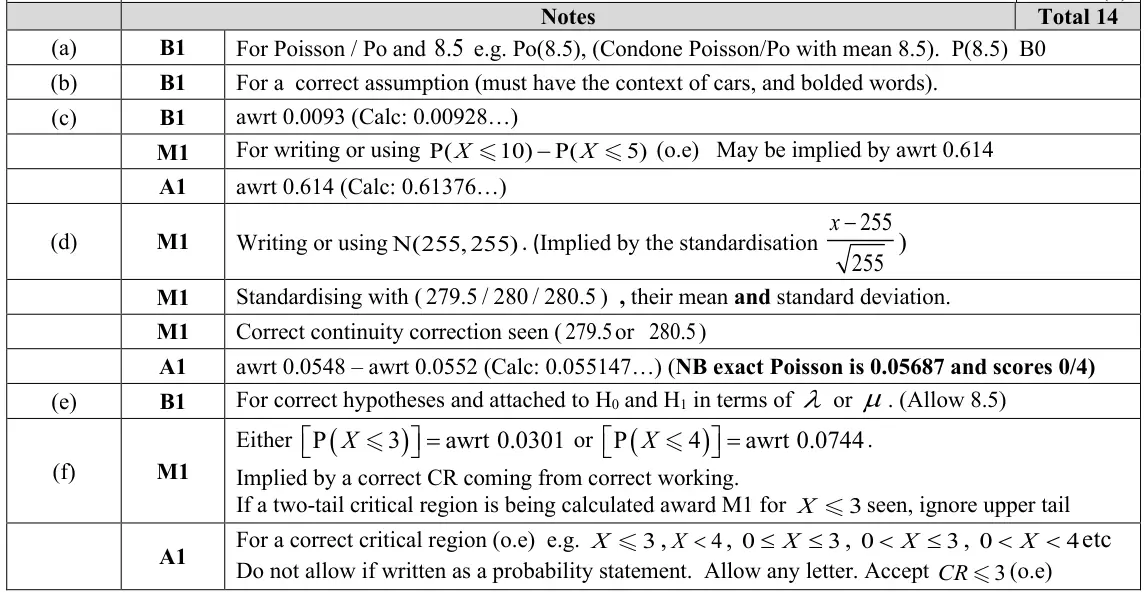 Notes Total 14
(a) B1 For Poisson / Po and 8.5 e.g. Po(8.5), (Condone Poisson/Po with mean 8.5). P(8.5) B0
(b) B1 For a correct assumption (must have the context of cars, and bolded words).
(c) B1 awrt 0.0093 (Calc: 0.00928…)
M1 For writing or using P(X ⩽ 10) − P(X ⩽ 5) (o.e) May be implied by awrt 0.614
A1 awrt 0.614 (Calc: 0.61376…)
(d) M1 Writing or using N(255, 255) . (Implied by the standardisation (x − 255)/√255 )
M1 Standardising with ( 279.5 / 280 / 280.5 ) , their mean and standard deviation.
M1 Correct continuity correction seen ( 279.5 or 280.5 )
A1 awrt 0.0548 – awrt 0.0552 (Calc: 0.055147…) (NB exact Poisson is 0.05687 and scores 0/4)
(e) B1 For correct hypotheses and attached to H₀ and H₁ in terms of λ or μ . (Allow 8.5)
(f) M1 Either [P(X ⩽ 3)] = awrt 0.0301 or [P(X ⩽ 4)] = awrt 0.0744 .
Implied by a correct CR coming from correct working.
If a two-tail critical region is being calculated award M1 for X ⩽ 3 seen, ignore upper tail
A1 For a correct critical region (o.e) e.g. X ⩽ 3 , X < 4 , 0 ≤ X ≤ 3 , 0 < X ≤ 3 , 0 < X < 4 etc
Do not allow if written as a probability statement. Allow any letter. Accept CR ⩽ 3 (o.e)